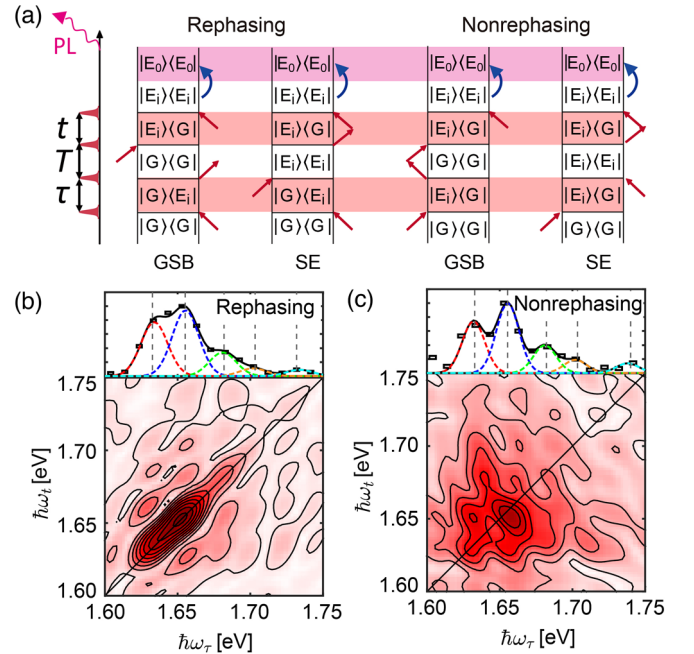 (a)
Rephasing Nonrephasing
PL
|E₀⟩⟨E₀| |E₀⟩⟨E₀| |E₀⟩⟨E₀| |E₀⟩⟨E₀|
|Eᵢ⟩⟨Eᵢ| |Eᵢ⟩⟨Eᵢ| |Eᵢ⟩⟨Eᵢ| |Eᵢ⟩⟨Eᵢ|
t |Eᵢ⟩⟨G| |Eᵢ⟩⟨G| |Eᵢ⟩⟨G| |Eᵢ⟩⟨G|
T |G⟩⟨G| |Eᵢ⟩⟨Eᵢ| |G⟩⟨G| |Eᵢ⟩⟨Eᵢ|
τ |G⟩⟨Eᵢ| |G⟩⟨Eᵢ| |Eᵢ⟩⟨G| |Eᵢ⟩⟨G|
|G⟩⟨G| |G⟩⟨G| |G⟩⟨G| |G⟩⟨G|
GSB SE GSB SE
(b)
Rephasing
1.75
1.70
1.65
1.60
ħωₜ [eV]
1.60 1.65 1.70 1.75
ħω_τ [eV]
(c)
Nonrephasing
1.75
1.70
1.65
1.60
ħωₜ [eV]
1.60 1.65 1.70 1.75
ħω_τ [eV]